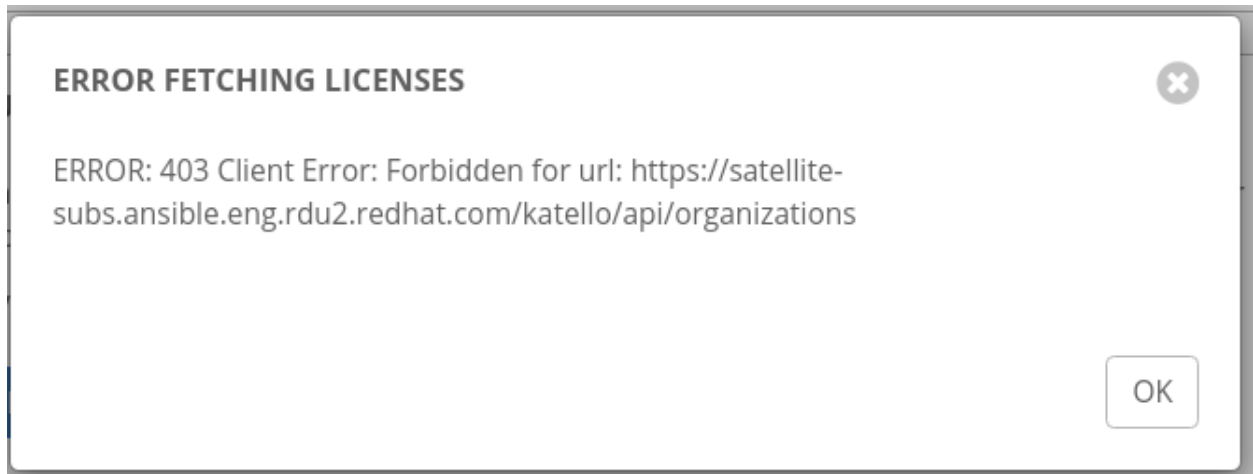 ERROR FETCHING LICENSES
ERROR: 403 Client Error: Forbidden for url: https://satellite-
subs.ansible.eng.rdu2.redhat.com/katello/api/organizations
OK